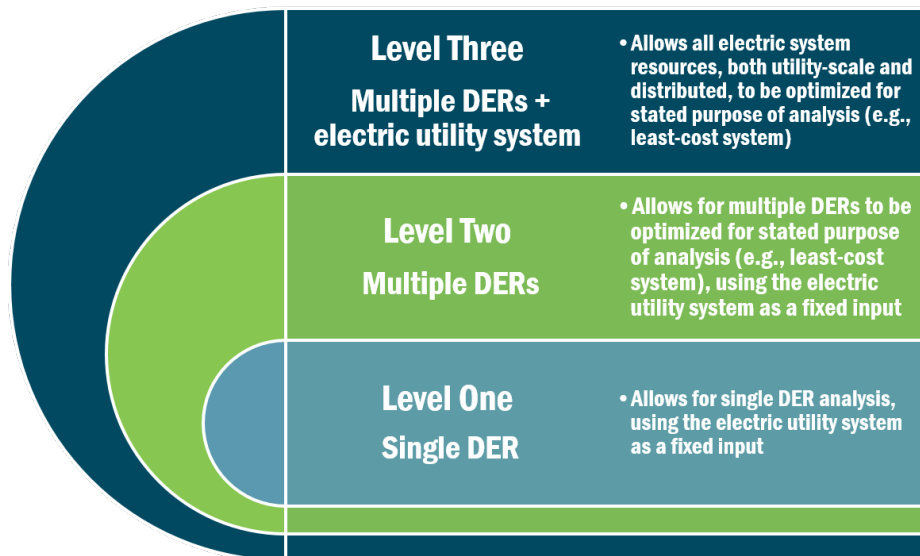 Level Three
Multiple DERs +
electric utility system
• Allows all electric system
resources, both utility-scale and
distributed, to be optimized for
stated purpose of analysis (e.g.,
least-cost system)
Level Two
Multiple DERs
• Allows for multiple DERs to be
optimized for stated purpose
of analysis (e.g., least-cost
system), using the electric
utility system as a fixed input
Level One
Single DER
• Allows for single DER analysis,
using the electric utility system
as a fixed input